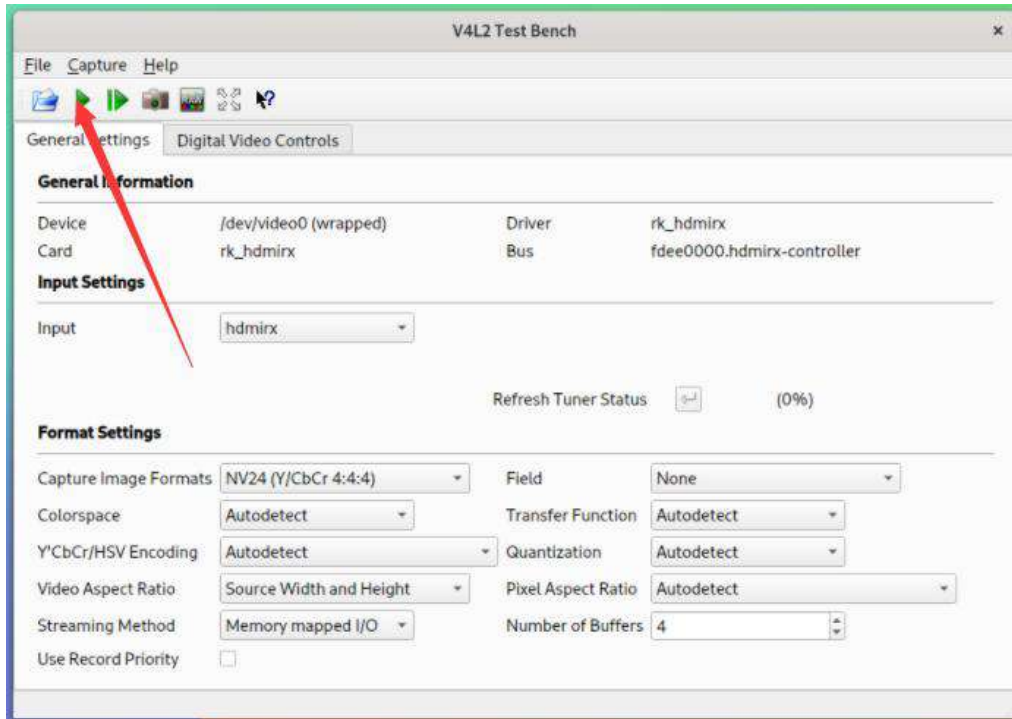 V4L2 Test Bench
File Capture Help
General Settings Digital Video Controls
General Information
Device /dev/video0 (wrapped) Driver rk_hdmirx
Card rk_hdmirx Bus fdee0000.hdmirx-controller
Input Settings
Input hdmirx
Refresh Tuner Status (0%)
Format Settings
Capture Image Formats NV24 (Y/CbCr 4:4:4) Field None
Colorspace Autodetect Transfer Function Autodetect
Y'CbCr/HSV Encoding Autodetect Quantization Autodetect
Video Aspect Ratio Source Width and Height Pixel Aspect Ratio Autodetect
Streaming Method Memory mapped I/O Number of Buffers 4
Use Record Priority